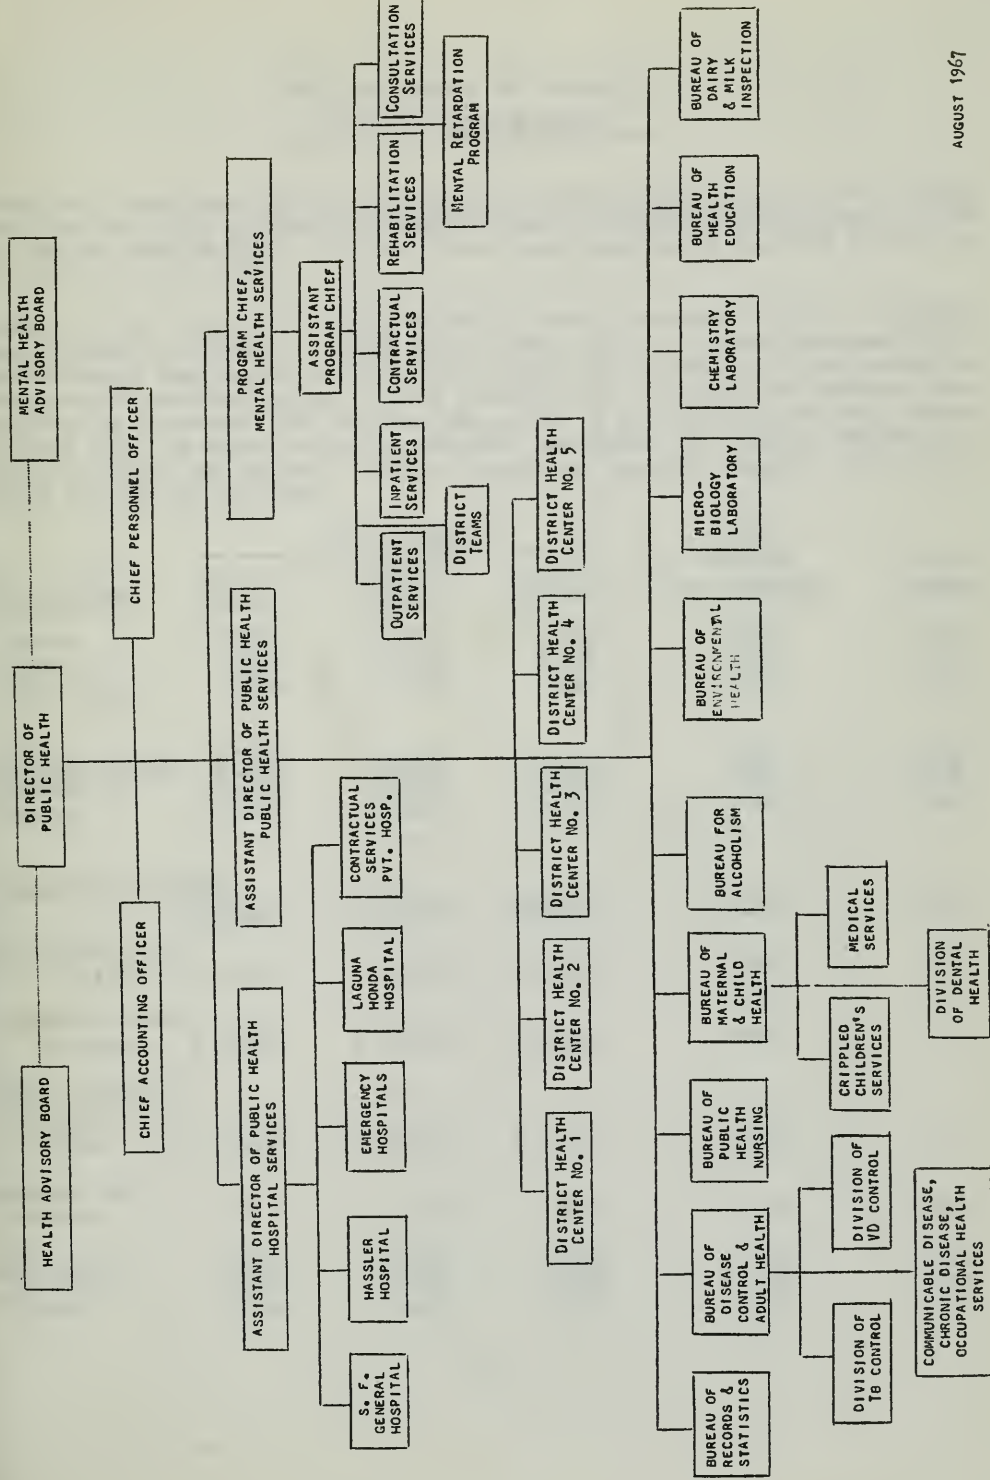 HEALTH ADVISORY BOARD
DIRECTOR OF
PUBLIC HEALTH
MENTAL HEALTH
ADVISORY BOARD
CHIEF ACCOUNTING OFFICER
CHIEF PERSONNEL OFFICER
ASSISTANT DIRECTOR OF PUBLIC HEALTH
HOSPITAL SERVICES
ASSISTANT DIRECTOR OF PUBLIC HEALTH
PUBLIC HEALTH SERVICES
PROGRAM CHIEF,
MENTAL HEALTH SERVICES
ASSISTANT
PROGRAM CHIEF
S. F.
GENERAL
HOSPITAL
HASSLER
HOSPITAL
EMERGENCY
HOSPITALS
LAGUNA
HONDA
HOSPITAL
CONTRACTUAL
SERVICES
PVT. HOSP.
OUTPATIENT
SERVICES
INPATIENT
SERVICES
CONTRACTUAL
SERVICES
REHABILITATION
SERVICES
CONSULTATION
SERVICES
DISTRICT
TEAMS
MENTAL RETARDATION
PROGRAM
DISTRICT HEALTH
CENTER NO. 1
DISTRICT HEALTH
CENTER NO. 2
DISTRICT HEALTH
CENTER NO. 3
DISTRICT HEALTH
CENTER NO. 4
DISTRICT HEALTH
CENTER NO. 5
BUREAU OF
RECORDS &
STATISTICS
BUREAU OF
DISEASE
CONTROL &
ADULT HEALTH
BUREAU OF
PUBLIC
HEALTH
NURSING
BUREAU OF
MATERNAL
& CHILD
HEALTH
BUREAU FOR
ALCOHOLISM
BUREAU OF
ENVIRONMENTAL
HEALTH
MICRO-
BIOLOGY
LABORATORY
CHEMISTRY
LABORATORY
BUREAU OF
HEALTH
EDUCATION
BUREAU OF
DAIRY
& MILK
INSPECTION
DIVISION OF
TB CONTROL
DIVISION OF
VD CONTROL
CRIPPLED
CHILDREN'S
SERVICES
MEDICAL
SERVICES
COMMUNICABLE DISEASE,
CHRONIC DISEASE,
OCCUPATIONAL HEALTH
SERVICES
DIVISION
OF DENTAL
HEALTH
AUGUST 1967